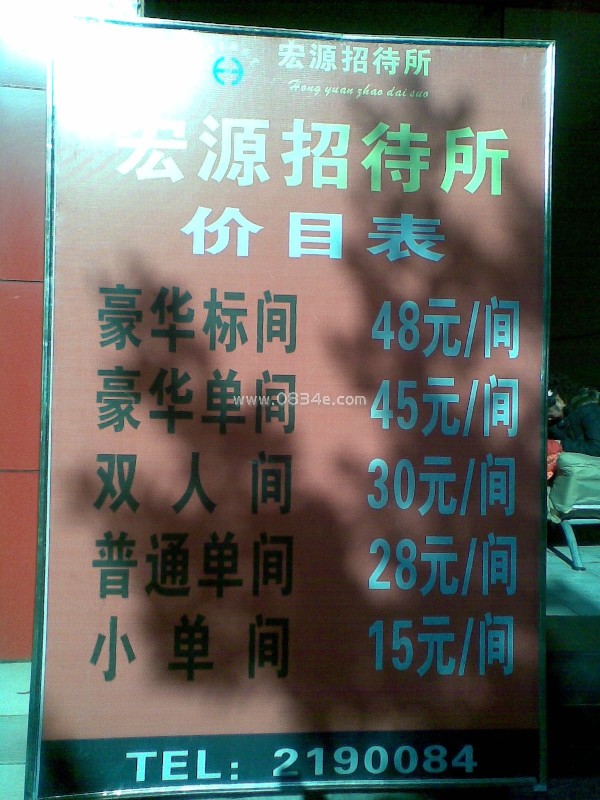 宏源招待所
Hong yuan zhao dai suo
宏源招待所
价目表
豪华标间 48元/间
豪华单间 45元/间
www.0334e.com
双人间 30元/间
普通单间 28元/间
小单间 15元/间
TEL: 2190084